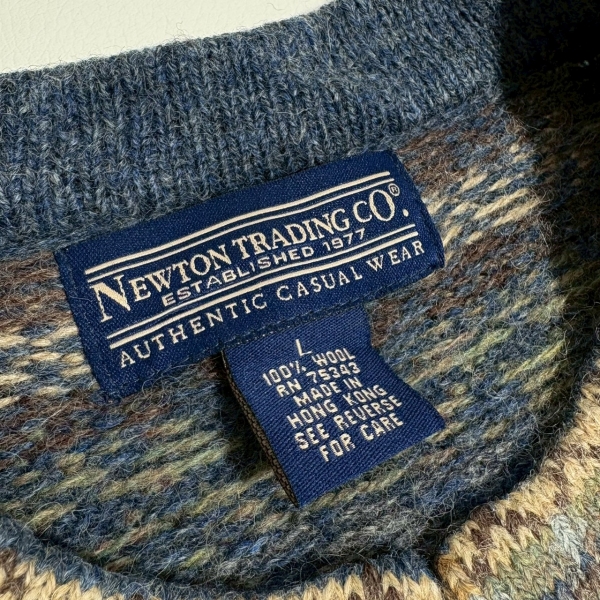 NEWTON TRADING CO®.
ESTABLISHED 1977
AUTHENTIC CASUAL WEAR
L
100% WOOL
RN 75343
MADE IN
HONG KONG
SEE REVERSE
FOR CARE